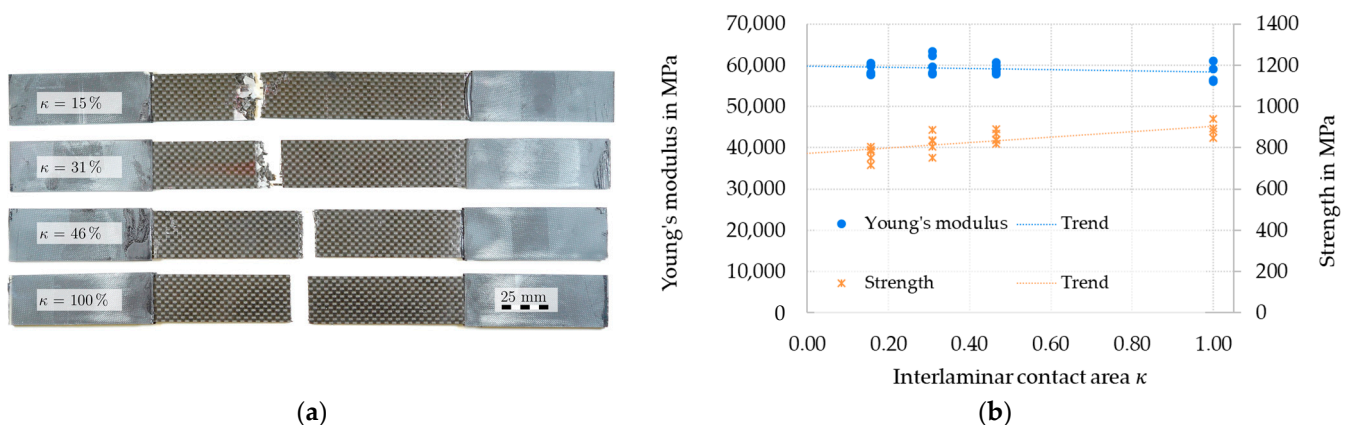 κ = 15 %
κ = 31 %
κ = 46 %
κ = 100 %
25 mm
(a)
Young's modulus in MPa
70,000
60,000
50,000
40,000
30,000
20,000
10,000
0
1400
1200
1000
800
600
400
200
0
Strength in MPa
Young's modulus
Trend
Strength
Trend
0.00 0.20 0.40 0.60 0.80 1.00
Interlaminar contact area κ
(b)